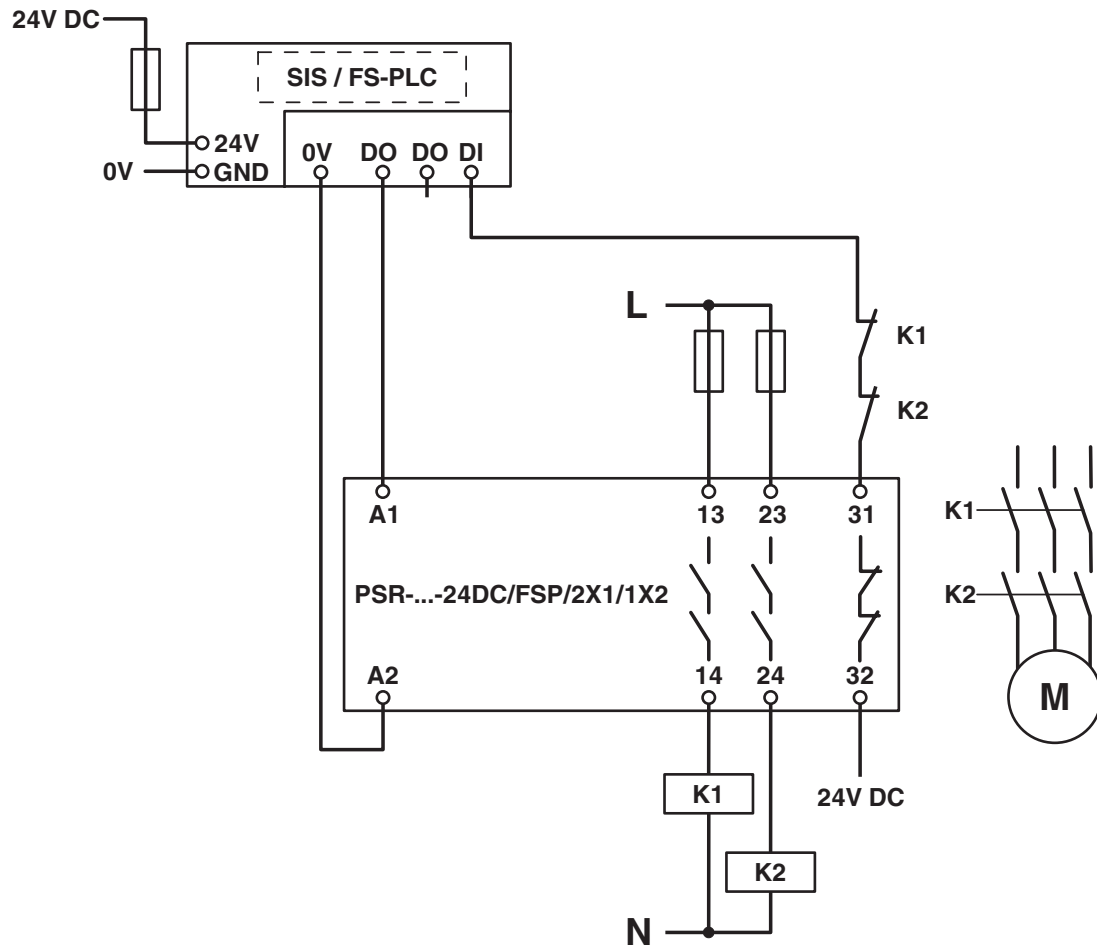 24V DC
SIS / FS-PLC
24V
0V DO DO DI
0V
GND
L
K1
K2
A1 13 23 31
K1
PSR-...-24DC/FSP/2X1/1X2
K2
A2 14 24 32
M
K1
24V DC
K2
N